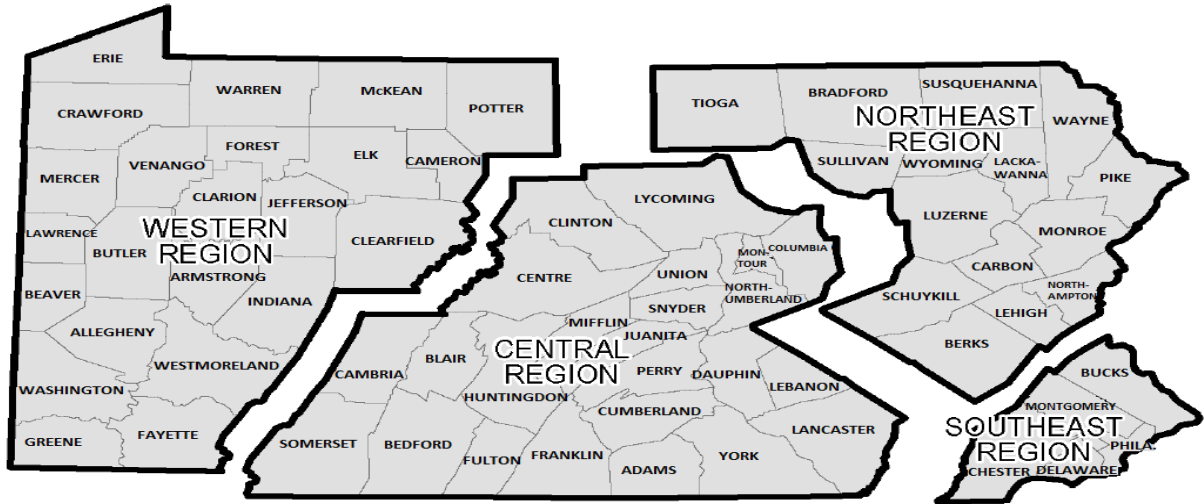 ERIE
WARREN
McKEAN
POTTER
CRAWFORD
FOREST
ELK
CAMERON
VENANGO
MERCER
CLARION
JEFFERSON
WESTERN
REGION
LAWRENCE
BUTLER
CLEARFIELD
ARMSTRONG
BEAVER
INDIANA
ALLEGHENY
WESTMORELAND
WASHINGTON
GREENE
FAYETTE
LYCOMING
CLINTON
CENTRE
UNION
MON-
TOUR
COLUMBIA
NORTH-
UMBERLAND
SNYDER
MIFFLIN
JUANITA
CENTRAL
REGION
BLAIR
CAMBRIA
PERRY
DAUPHIN
LEBANON
HUNTINGDON
CUMBERLAND
LANCASTER
SOMERSET
BEDFORD
FULTON
FRANKLIN
ADAMS
YORK
TIOGA
BRADFORD
SUSQUEHANNA
NORTHEAST
REGION
WAYNE
SULLIVAN
WYOMING
LACKA-
WANNA
PIKE
LUZERNE
MONROE
CARBON
SCHUYKILL
NORTH-
AMPTON
LEHIGH
BERKS
BUCKS
MONTGOMERY
SOUTHEAST
REGION
PHILA.
CHESTER
DELAWARE